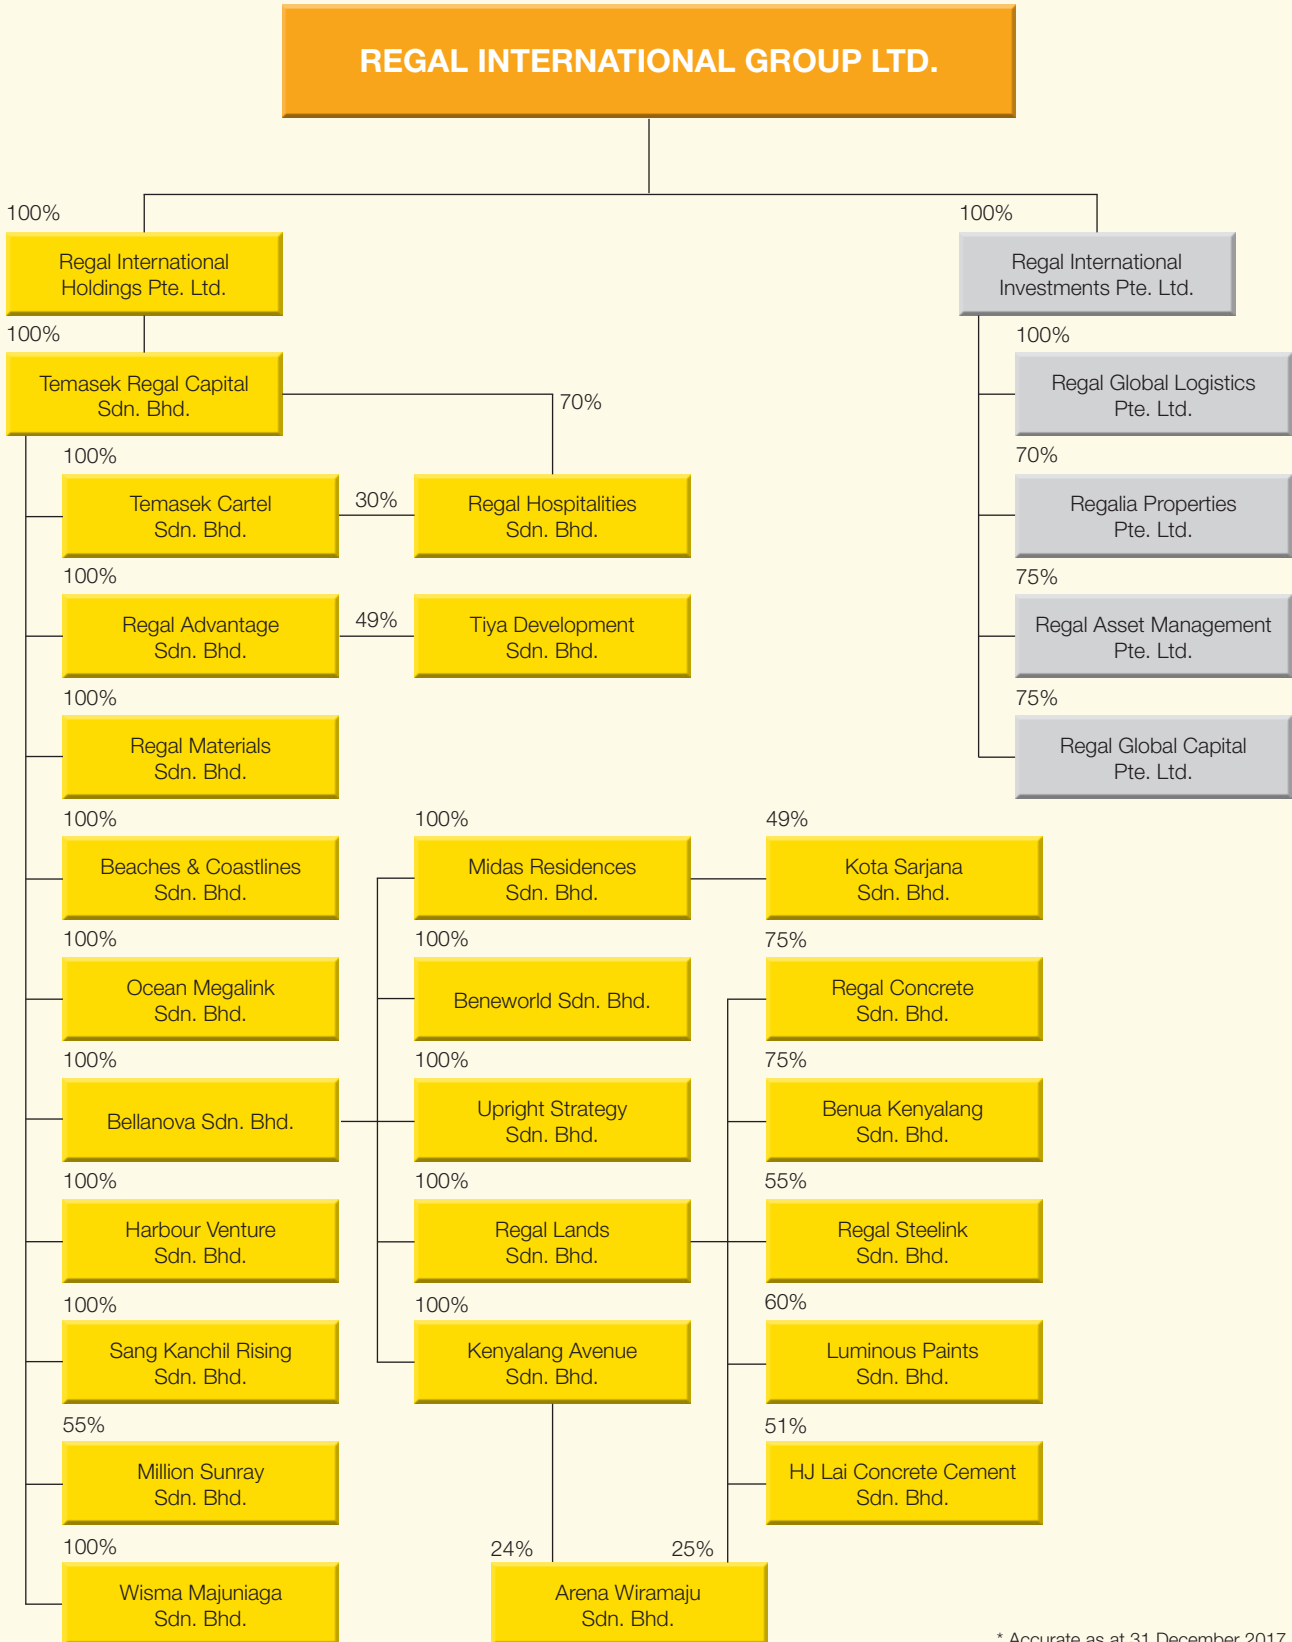 REGAL INTERNATIONAL GROUP LTD.
100%
100%
Regal International
Holdings Pte. Ltd.
Regal International
Investments Pte. Ltd.
100%
100%
Temasek Regal Capital
Sdn. Bhd.
70%
Regal Global Logistics
Pte. Ltd.
100%
70%
Temasek Cartel
Sdn. Bhd.
30%
Regal Hospitalities
Sdn. Bhd.
Regalia Properties
Pte. Ltd.
100%
75%
Regal Advantage
Sdn. Bhd.
49%
Tiya Development
Sdn. Bhd.
Regal Asset Management
Pte. Ltd.
100%
75%
Regal Materials
Sdn. Bhd.
Regal Global Capital
Pte. Ltd.
100%
100%
49%
Beaches & Coastlines
Sdn. Bhd.
Midas Residences
Sdn. Bhd.
Kota Sarjana
Sdn. Bhd.
100%
100%
75%
Ocean Megalink
Sdn. Bhd.
Beneworld Sdn. Bhd.
Regal Concrete
Sdn. Bhd.
100%
100%
75%
Bellanova Sdn. Bhd.
Upright Strategy
Sdn. Bhd.
Benua Kenyalang
Sdn. Bhd.
100%
100%
55%
Harbour Venture
Sdn. Bhd.
Regal Lands
Sdn. Bhd.
Regal Steelink
Sdn. Bhd.
100%
100%
60%
Sang Kanchil Rising
Sdn. Bhd.
Kenyalang Avenue
Sdn. Bhd.
Luminous Paints
Sdn. Bhd.
55%
51%
Million Sunray
Sdn. Bhd.
HJ Lai Concrete Cement
Sdn. Bhd.
100%
24%
25%
Wisma Majuniaga
Sdn. Bhd.
Arena Wiramaju
Sdn. Bhd.
* Accurate as at 31 December 2017